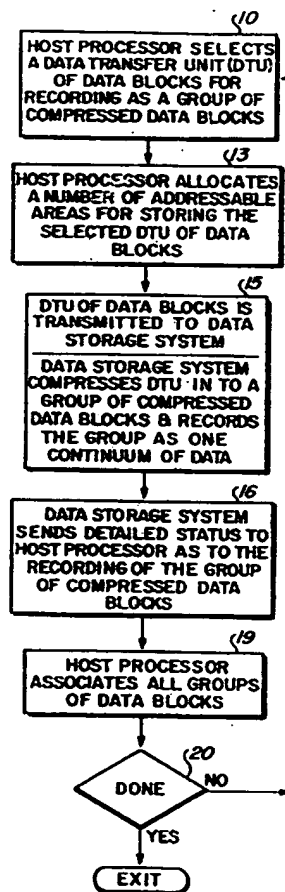 10
HOST PROCESSOR SELECTS
A DATA TRANSFER UNIT (DTU)
OF DATA BLOCKS FOR
RECORDING AS A GROUP OF
COMPRESSED DATA BLOCKS
13
HOST PROCESSOR ALLOCATES
A NUMBER OF ADDRESSABLE
AREAS FOR STORING THE
SELECTED DTU OF DATA
BLOCKS
15
DTU OF DATA BLOCKS IS
TRANSMITTED TO DATA
STORAGE SYSTEM
DATA STORAGE SYSTEM
COMPRESSES DTU IN TO A
GROUP OF COMPRESSED
DATA BLOCKS & RECORDS
THE GROUP AS ONE
CONTINUUM OF DATA
16
DATA STORAGE SYSTEM
SENDS DETAILED STATUS TO
HOST PROCESSOR AS TO THE
RECORDING OF THE GROUP
OF COMPRESSED DATA
BLOCKS
19
HOST PROCESSOR
ASSOCIATES ALL GROUPS
OF DATA BLOCKS
20
DONE
NO
YES
EXIT